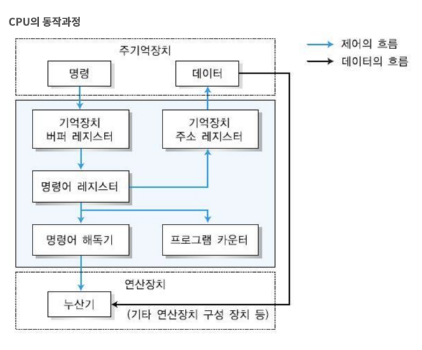 CPU의 동작과정
주기억장치
명령
데이터
제어의 흐름
데이터의 흐름
기억장치
버퍼 레지스터
기억장치
주소 레지스터
명령어 레지스터
명령어 해독기
프로그램 카운터
연산장치
누산기
(기타 연산장치 구성 장치 등)